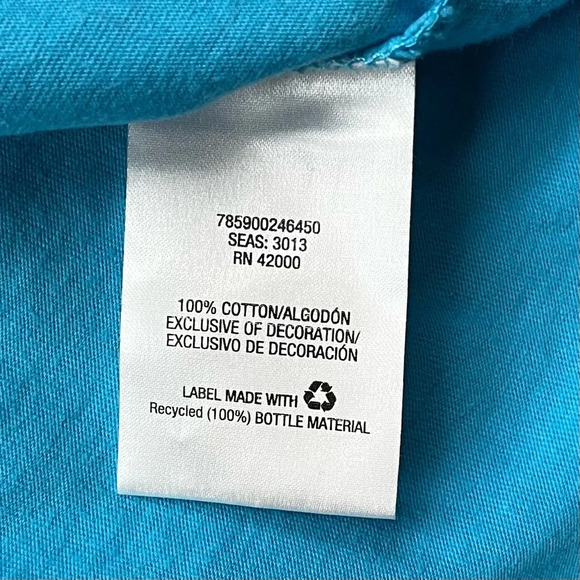 785900246450
SEAS: 3013
RN 42000
100% COTTON/ALGODÓN
EXCLUSIVE OF DECORATION/
EXCLUSIVO DE DECORACIÓN
LABEL MADE WITH
Recycled (100%) BOTTLE MATERIAL